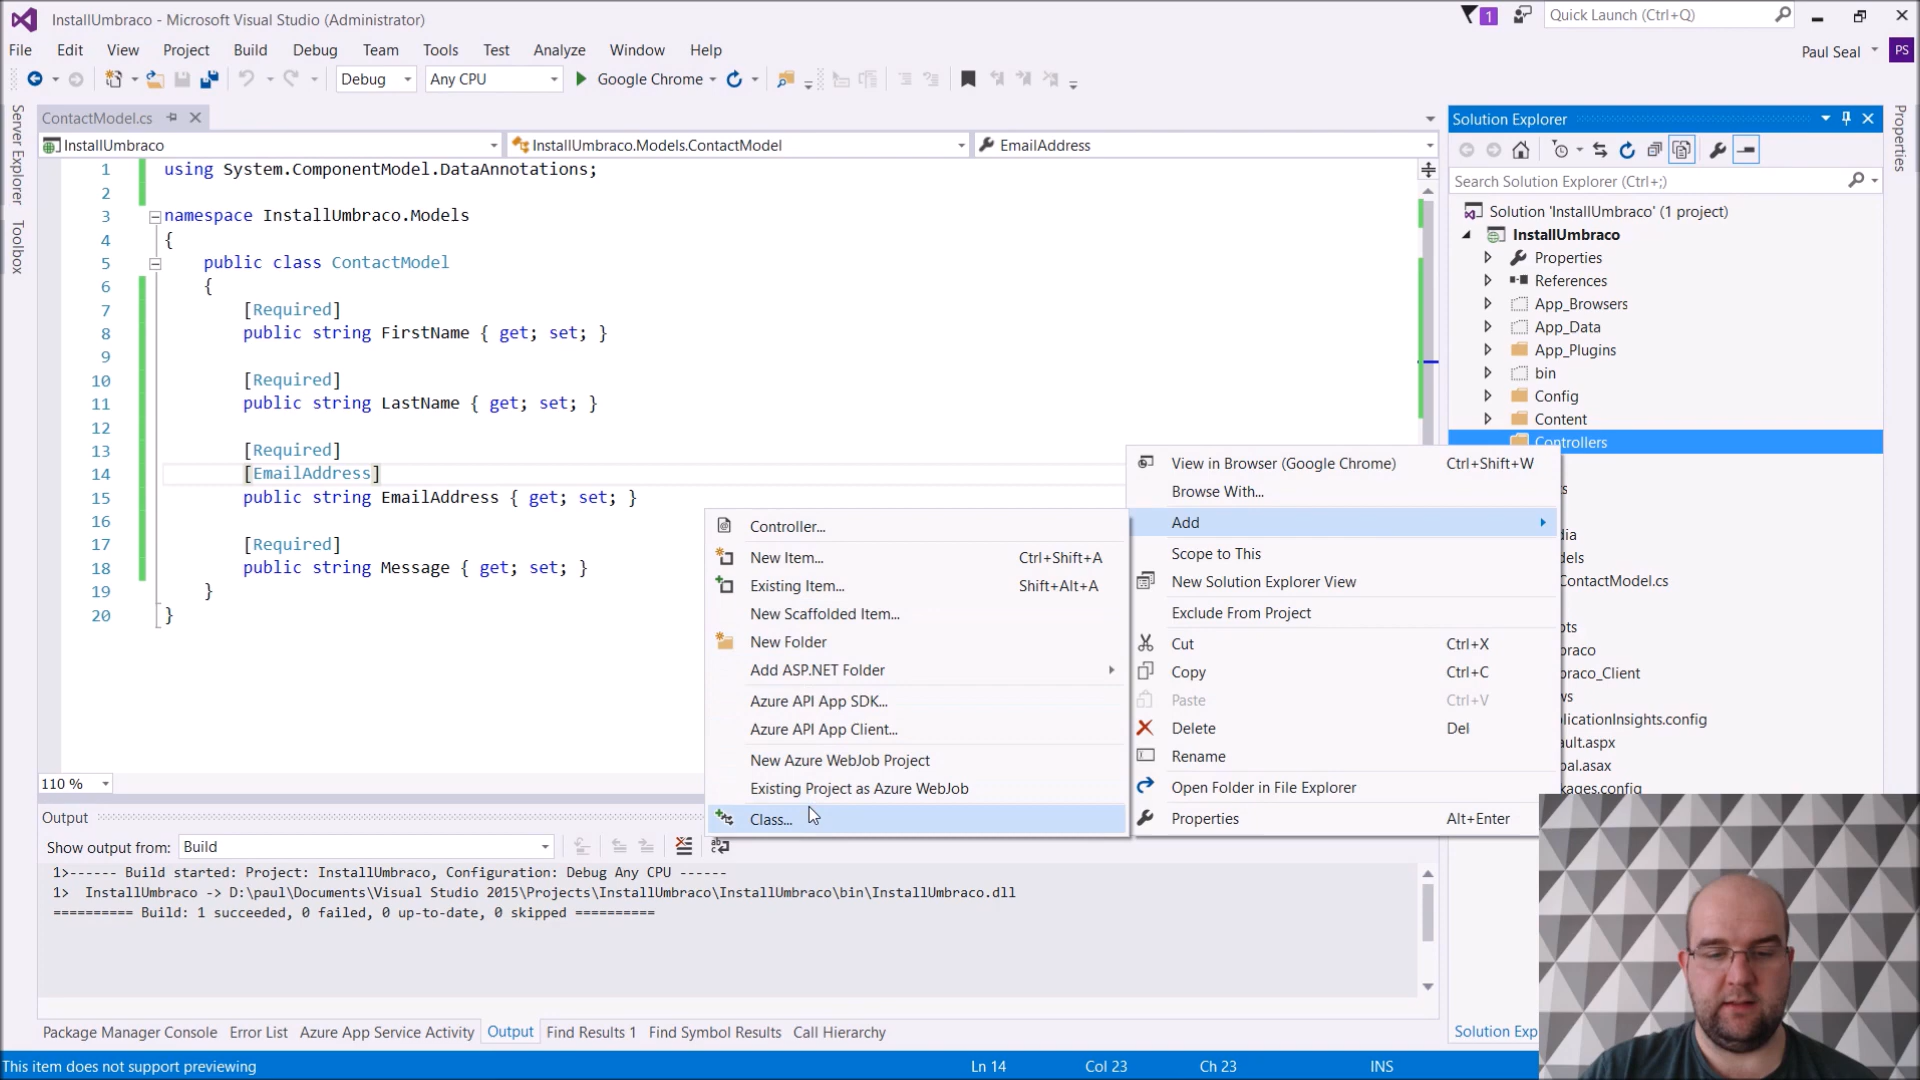 InstallUmbraco - Microsoft Visual Studio (Administrator)
1
Quick Launch (Ctrl+Q)
File Edit View Project Build Debug Team Tools Test Analyze Window Help
Paul Seal PS
Debug Any CPU Google Chrome
Server Explorer
Toolbox
Properties
ContactModel.cs
InstallUmbraco InstallUmbraco.Models.ContactModel EmailAddress
1 using System.ComponentModel.DataAnnotations;
2
3 namespace InstallUmbraco.Models
4 {
5 public class ContactModel
6 {
7 [Required]
8 public string FirstName { get; set; }
9
10 [Required]
11 public string LastName { get; set; }
12
13 [Required]
14 [EmailAddress]
15 public string EmailAddress { get; set; }
16
17 [Required]
18 public string Message { get; set; }
19 }
20 }
110 %
Solution Explorer
Search Solution Explorer (Ctrl+;)
Solution 'InstallUmbraco' (1 project)
InstallUmbraco
Properties
References
App_Browsers
App_Data
App_Plugins
bin
Config
Content
Controllers
ContactModel.cs
View in Browser (Google Chrome) Ctrl+Shift+W
Browse With...
Add
Scope to This
New Solution Explorer View
Exclude From Project
Cut Ctrl+X
Copy Ctrl+C
Paste Ctrl+V
Delete Del
Rename
Open Folder in File Explorer
Properties Alt+Enter
Controller...
New Item... Ctrl+Shift+A
Existing Item... Shift+Alt+A
New Scaffolded Item...
New Folder
Add ASP.NET Folder
Azure API App SDK...
Azure API App Client...
New Azure WebJob Project
Existing Project as Azure WebJob
Class...
Output
Show output from: Build
1>------ Build started: Project: InstallUmbraco, Configuration: Debug Any CPU ------
1> InstallUmbraco -> D:\paul\Documents\Visual Studio 2015\Projects\InstallUmbraco\InstallUmbraco\bin\InstallUmbraco.dll
========== Build: 1 succeeded, 0 failed, 0 up-to-date, 0 skipped ==========
Package Manager Console Error List Azure App Service Activity Output Find Results 1 Find Symbol Results Call Hierarchy
Solution Exp
This item does not support previewing Ln 14 Col 23 Ch 23 INS